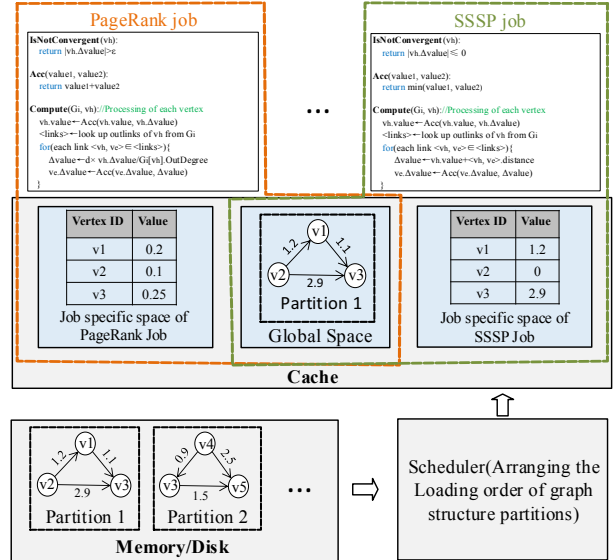 PageRank job
IsNotConvergent(vh):
return |vh.Δvalue|>ε
Acc(value1, value2):
return value1+value2
Compute(Gi, vh)://Processing of each vertex
vh.value←Acc(vh.value, vh.Δvalue)
<links>←look up outlinks of vh from Gi
for(each link <vh, ve>∈<links>){
Δvalue←d× vh.Δvalue/Gi[vh].OutDegree
ve.Δvalue←Acc(ve.Δvalue, Δvalue)
}
...
SSSP job
IsNotConvergent(vh):
return |vh.Δvalue|≤ 0
Acc(value1, value2):
return min(value1, value2)
Compute(Gi, vh)://Processing of each vertex
vh.value←Acc(vh.value, vh.Δvalue)
<links>←look up outlinks of vh from Gi
for(each link <vh, ve>∈<links>){
Δvalue←vh.value+<vh, ve>.distance
ve.Δvalue←Acc(ve.Δvalue, Δvalue)
}
Vertex ID Value
v1 0.2
v2 0.1
v3 0.25
Job specific space of
PageRank Job
v1
1.2 1.1
v2 2.9 v3
Partition 1
Global Space
Vertex ID Value
v1 1.2
v2 0
v3 2.9
Job specific space of
SSSP Job
Cache
v1
1.2 1.1
v2 2.9 v3
Partition 1
v4
0.9 2.5
v3 1.5 v5
Partition 2
...
Memory/Disk
Scheduler(Arranging the
Loading order of graph
structure partitions)